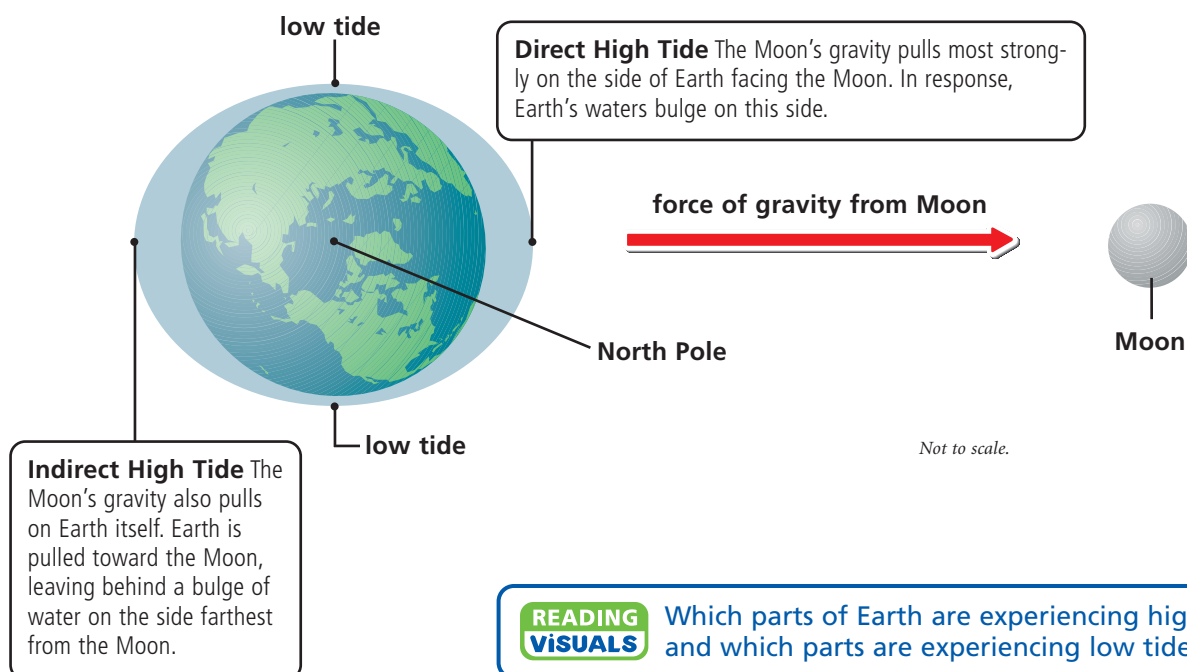 low tide
Direct High Tide The Moon's gravity pulls most strong-
ly on the side of Earth facing the Moon. In response,
Earth's waters bulge on this side.
force of gravity from Moon
North Pole
Moon
low tide
Not to scale.
Indirect High Tide The
Moon's gravity also pulls
on Earth itself. Earth is
pulled toward the Moon,
leaving behind a bulge of
water on the side farthest
from the Moon.
READING
ViSUALS
Which parts of Earth are experiencing hig
and which parts are experiencing low tide